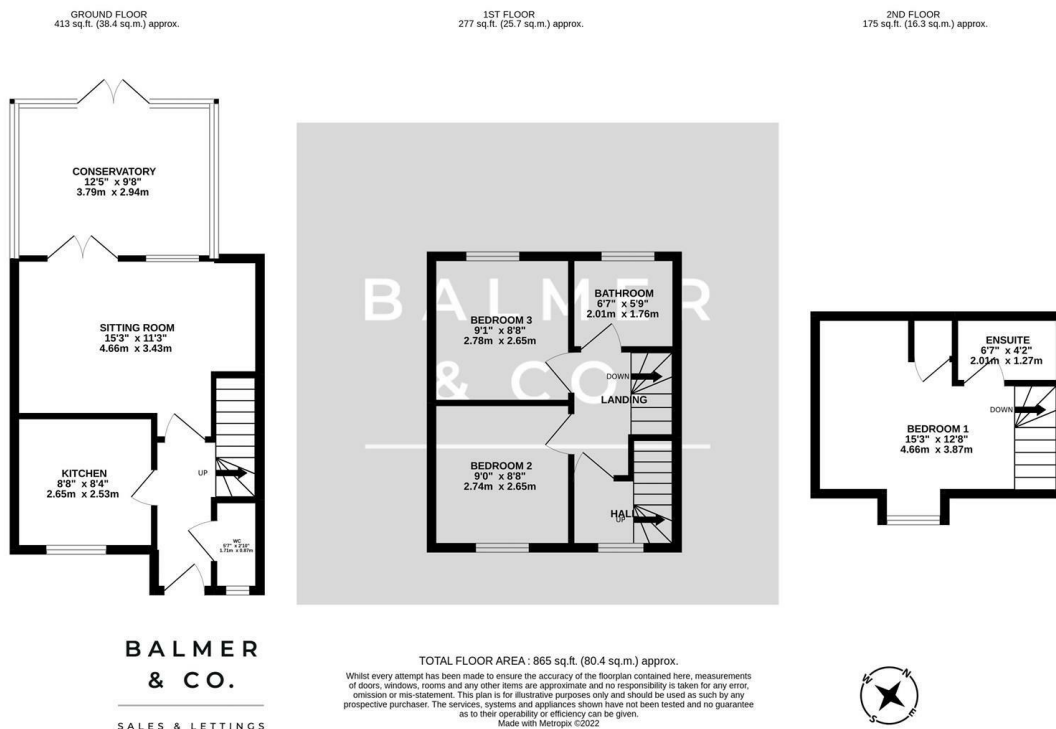 GROUND FLOOR
413 sq.ft. (38.4 sq.m.) approx.
1ST FLOOR
277 sq.ft. (25.7 sq.m.) approx.
2ND FLOOR
175 sq.ft. (16.3 sq.m.) approx.
CONSERVATORY
12'5" x 9'8"
3.79m x 2.94m
SITTING ROOM
15'3" x 11'3"
4.66m x 3.43m
KITCHEN
8'8" x 8'4"
2.65m x 2.53m
UP
WC
5'7" x 2'10"
1.71m x 0.87m
BALMER
& CO.
BEDROOM 3
9'1" x 8'8"
2.78m x 2.65m
BATHROOM
6'7" x 5'9"
2.01m x 1.76m
DOWN
LANDING
BEDROOM 2
9'0" x 8'8"
2.74m x 2.65m
HALL
UP
ENSUITE
6'7" x 4'2"
2.01m x 1.27m
DOWN
BEDROOM 1
15'3" x 12'8"
4.66m x 3.87m
BALMER
& CO.
SALES & LETTINGS
TOTAL FLOOR AREA : 865 sq.ft. (80.4 sq.m.) approx.
Whilst every attempt has been made to ensure the accuracy of the floorplan contained here, measurements
of doors, windows, rooms and any other items are approximate and no responsibility is taken for any error,
omission or mis-statement. This plan is for illustrative purposes only and should be used as such by any
prospective purchaser. The services, systems and appliances shown have not been tested and no guarantee
as to their operability or efficiency can be given.
Made with Metropix ©2022
N
W
E
S